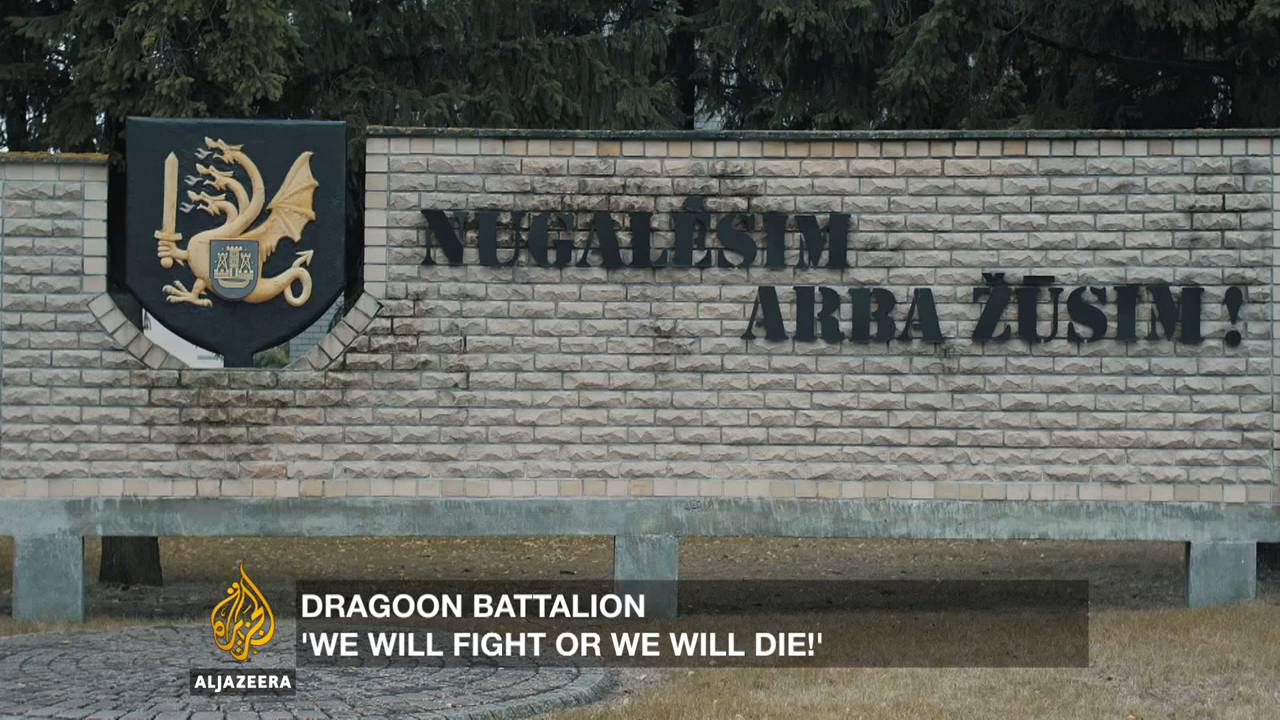 NUGALĖSIM
ARBA ŽŪSIM!
DRAGOON BATTALION
'WE WILL FIGHT OR WE WILL DIE!'
ALJAZEERA